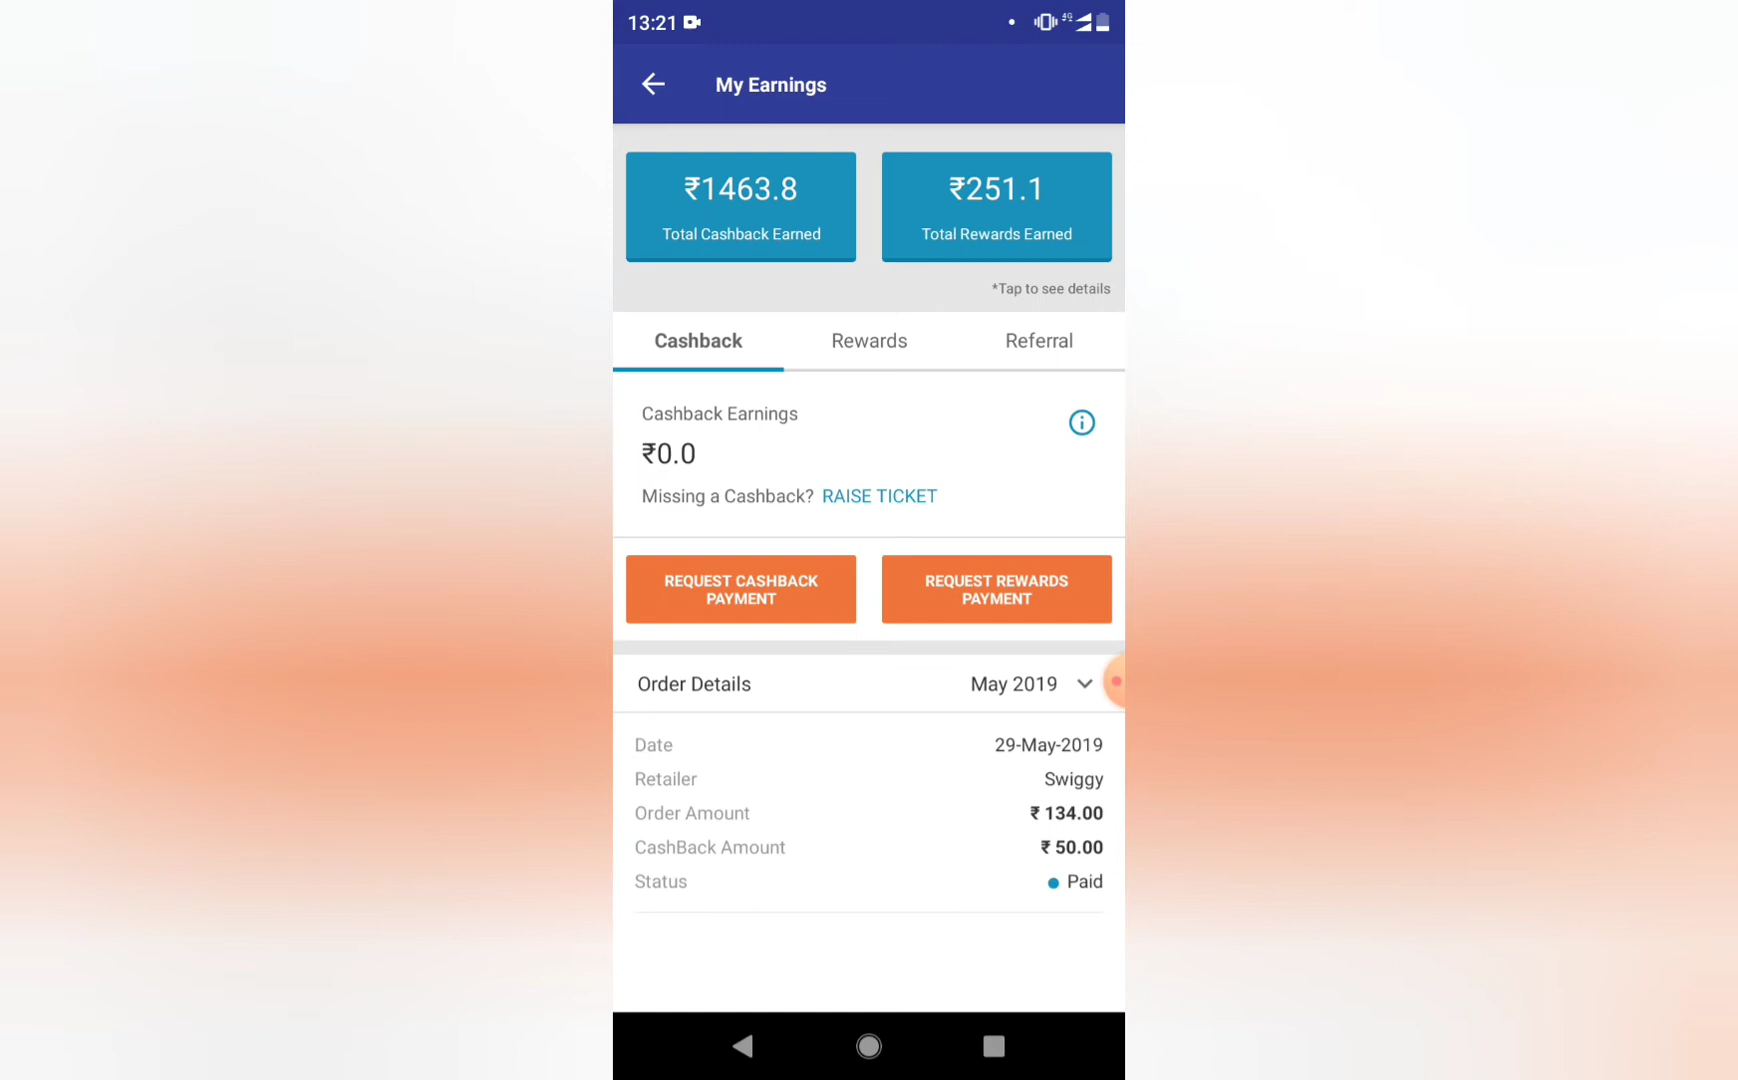 13:21
4G
My Earnings
₹1463.8
₹251.1
Total Cashback Earned
Total Rewards Earned
*Tap to see details
Cashback
Rewards
Referral
Cashback Earnings
₹0.0
Missing a Cashback? RAISE TICKET
REQUEST CASHBACK
PAYMENT
REQUEST REWARDS
PAYMENT
Order Details
May 2019
Date
29-May-2019
Retailer
Swiggy
Order Amount
₹ 134.00
CashBack Amount
₹ 50.00
Status
Paid